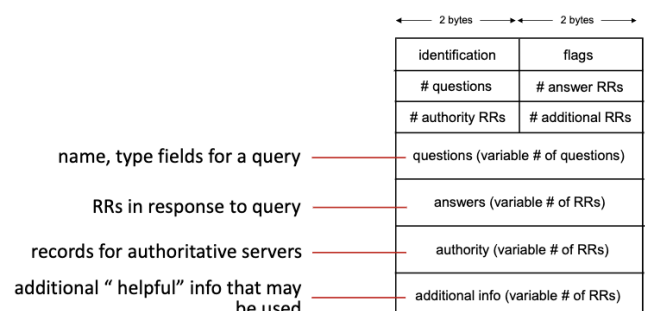 2 bytes 2 bytes
identification flags
# questions # answer RRs
# authority RRs # additional RRs
name, type fields for a query questions (variable # of questions)
RRs in response to query answers (variable # of RRs)
records for authoritative servers authority (variable # of RRs)
additional “ helpful” info that may additional info (variable # of RRs)
be used